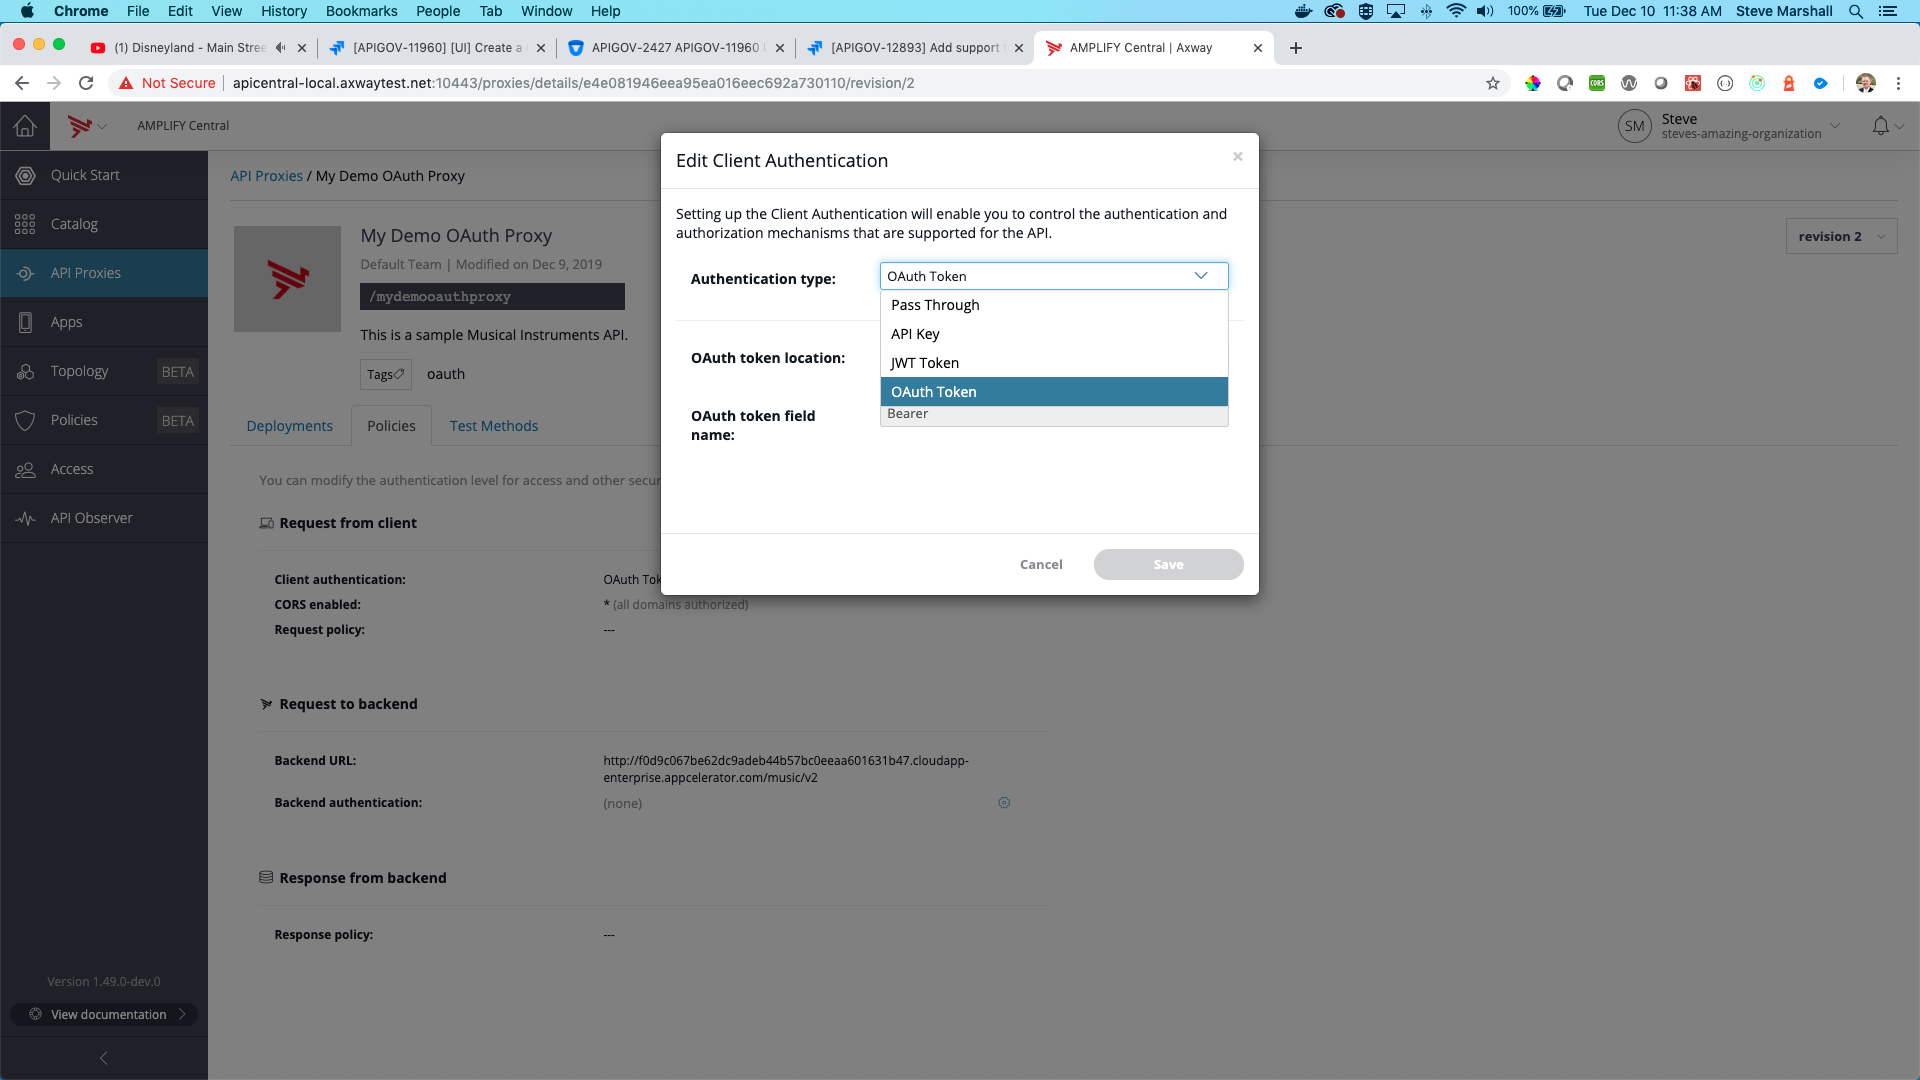 Chrome File Edit View History Bookmarks People Tab Window Help 100% Tue Dec 10 11:38 AM Steve Marshall
(1) Disneyland - Main Stree [APIGOV-11960] [UI] Create a APIGOV-2427 APIGOV-11960 [APIGOV-12893] Add support AMPLIFY Central | Axway
Not Secure apicentral-local.axwaytest.net:10443/proxies/details/e4e081946eea95ea016eec692a730110/revision/2
CORS
AMPLIFY Central
SM
Steve
steves-amazing-organization
Quick Start
Catalog
API Proxies
Apps
Topology BETA
Policies BETA
Access
API Observer
Version 1.49.0-dev.0
View documentation
API Proxies / My Demo OAuth Proxy
My Demo OAuth Proxy
Default Team | Modified on Dec 9, 2019
/mydemooauthproxy
This is a sample Musical Instruments API.
Tags oauth
revision 2
Deployments Policies Test Methods
You can modify the authentication level for access and other secur
Request from client
Client authentication: OAuth Tok
CORS enabled: * (all domains authorized)
Request policy: ---
Request to backend
Backend URL: http://f0d9c067be62dc9adeb44b57bc0eeaa601631b47.cloudapp-
enterprise.appcelerator.com/music/v2
Backend authentication: (none)
Response from backend
Response policy: ---
Edit Client Authentication
Setting up the Client Authentication will enable you to control the authentication and
authorization mechanisms that are supported for the API.
Authentication type: OAuth Token
Pass Through
API Key
JWT Token
OAuth Token
OAuth token location:
OAuth token field
name:
Bearer
Cancel Save